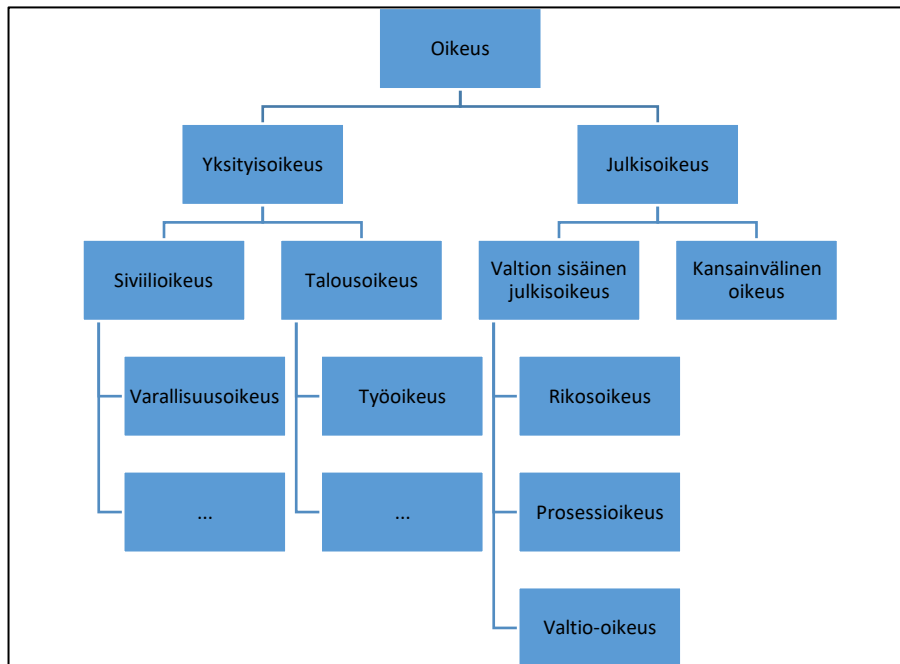 Oikeus
Yksityisoikeus
Julkisoikeus
Siviilioikeus
Talousoikeus
Valtion sisäinen
julkisoikeus
Kansainvälinen
oikeus
Varallisuusoikeus
Työoikeus
Rikosoikeus
...
...
Prosessioikeus
Valtio-oikeus